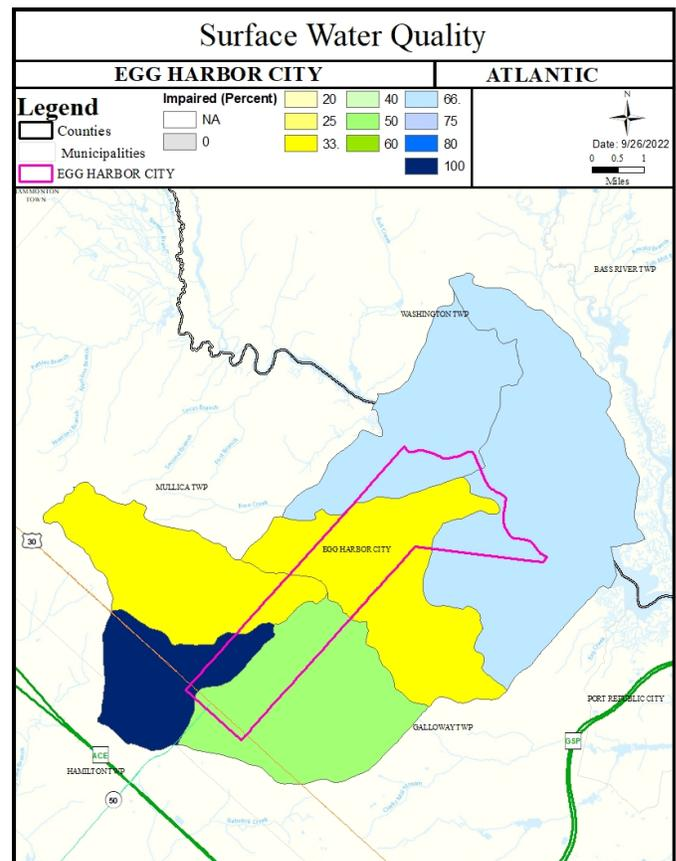 Surface Water Quality
EGG HARBOR CITY
ATLANTIC
Legend
Counties
Municipalities
EGG HARBOR CITY
Impaired (Percent)
NA
0
20
25
33.
40
50
60
66.
75
80
100
N
Date: 9/26/2022
0 0.5 1
Miles
TOWN
BASS RIVER TWP
WASHINGTON TWP
MULLICA TWP
30
EGG HARBOR CITY
PORT REPUBLIC CITY
GALLOWAY TWP
GSP
ACE
HAMILTON TWP
50